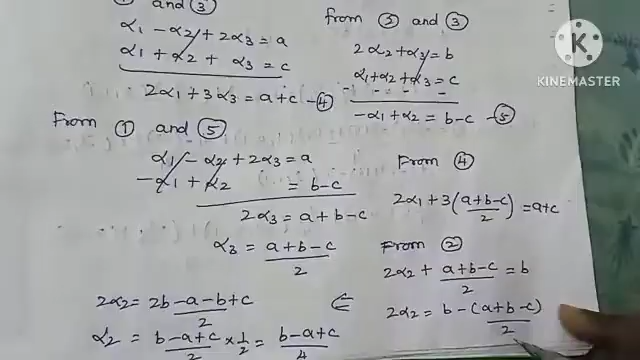 ① and ③
α₁ - α₂ + 2α₃ = a
α₁ + α₂ + α₃ = c
2α₁ + 3α₃ = a+c -④
from ② and ③
2α₂ + α₃ = b
α₁ + α₂ + α₃ = c
- - - -
-α₁ + α₂ = b-c -⑤
KINEMASTER
From ① and ⑤
α₁ - α₂ + 2α₃ = a
-α₁ + α₂ = b-c
2α₃ = a+b-c
α₃ = (a+b-c)/2
From ④
2α₁ + 3((a+b-c)/2) = a+c
From ②
2α₂ + (a+b-c)/2 = b
2α₂ = b - (a+b-c)/2
⇐
2α₂ = (2b-a-b+c)/2
α₂ = (b-a+c)/2 × 1/2 = (b-a+c)/4